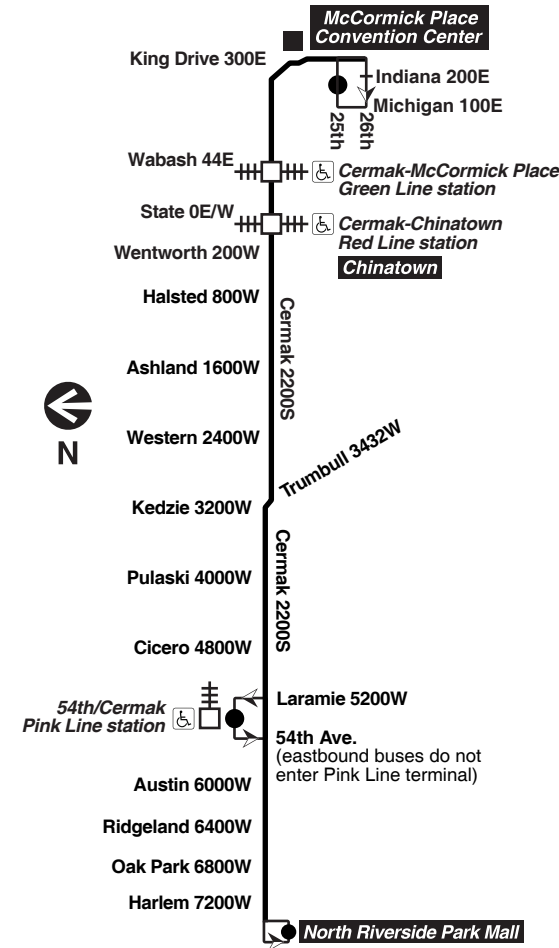 McCormick Place
Convention Center
King Drive 300E
Indiana 200E
Michigan 100E
25th
26th
Wabash 44E
Cermak-McCormick Place
Green Line station
State 0E/W
Cermak-Chinatown
Red Line station
Wentworth 200W
Chinatown
Halsted 800W
Cermak 2200S
Ashland 1600W
N
Western 2400W
Trumbull 3432W
Kedzie 3200W
Cermak 2200S
Pulaski 4000W
Cicero 4800W
Laramie 5200W
54th/Cermak
Pink Line station
54th Ave.
(eastbound buses do not
enter Pink Line terminal)
Austin 6000W
Ridgeland 6400W
Oak Park 6800W
Harlem 7200W
North Riverside Park Mall